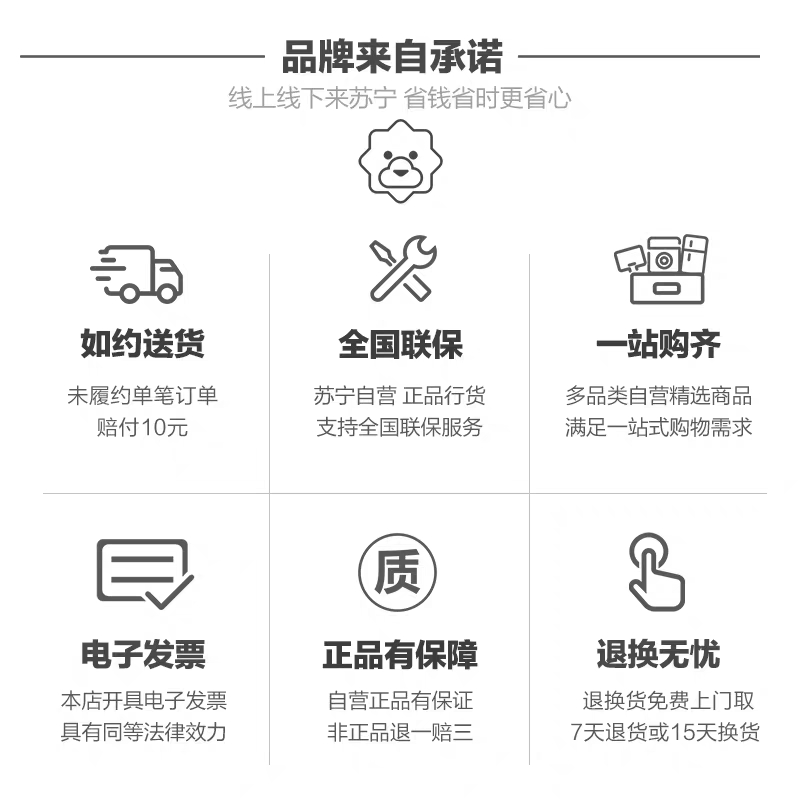 品牌来自承诺
线上线下来苏宁 省钱省时更省心
如约送货
未履约单笔订单
赔付10元
全国联保
苏宁自营 正品行货
支持全国联保服务
一站购齐
多品类自营精选商品
满足一站式购物需求
电子发票
本店开具电子发票
具有同等法律效力
质
正品有保障
自营正品有保证
非正品退一赔三
退换无忧
退换货免费上门取
7天退货或15天换货